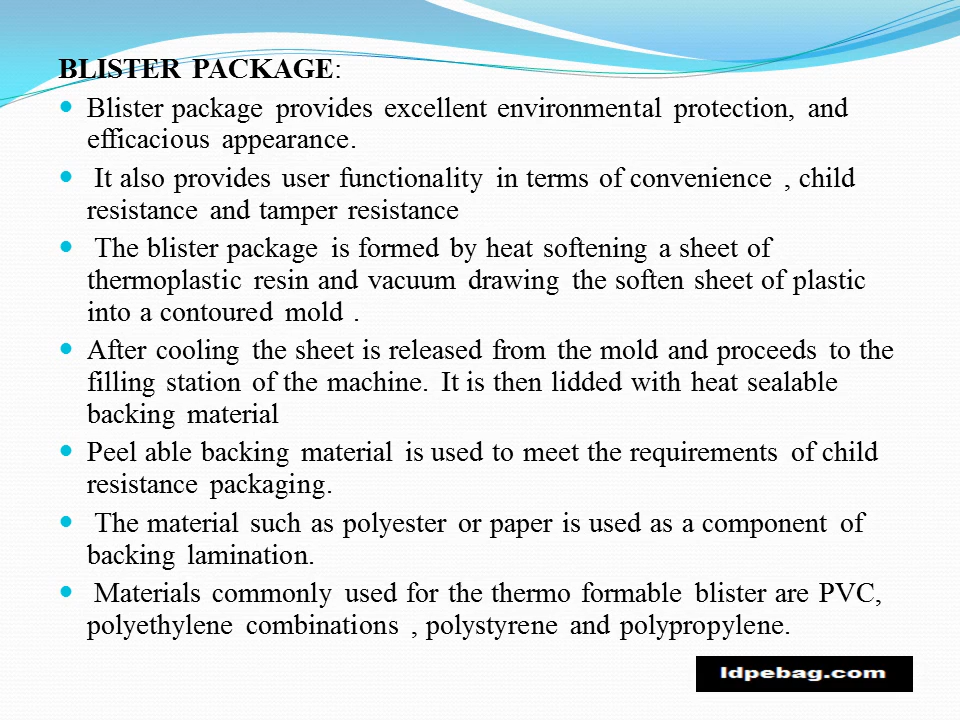 BLISTER PACKAGE:
Blister package provides excellent environmental protection, and
efficacious appearance.
It also provides user functionality in terms of convenience , child
resistance and tamper resistance
The blister package is formed by heat softening a sheet of
thermoplastic resin and vacuum drawing the soften sheet of plastic
into a contoured mold .
After cooling the sheet is released from the mold and proceeds to the
filling station of the machine. It is then lidded with heat sealable
backing material
Peel able backing material is used to meet the requirements of child
resistance packaging.
The material such as polyester or paper is used as a component of
backing lamination.
Materials commonly used for the thermo formable blister are PVC,
polyethylene combinations , polystyrene and polypropylene.
ldpebag.com